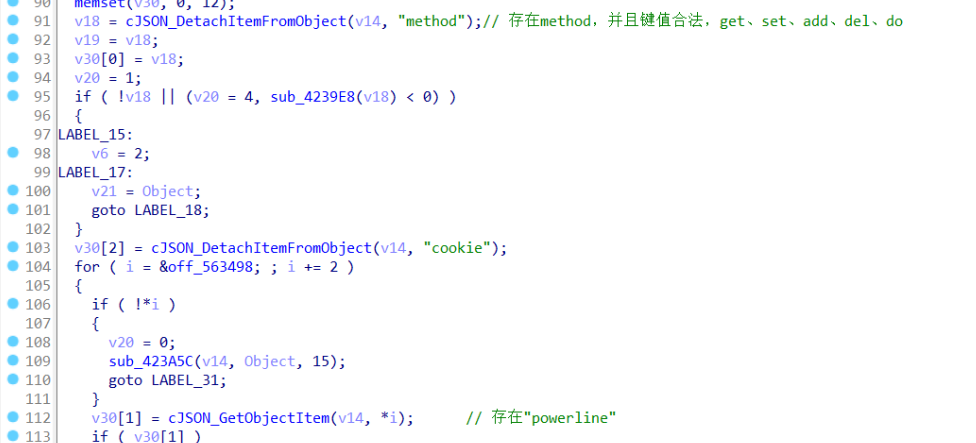 90 memset(v30, 0, 12);
91 v18 = cJSON_DetachItemFromObject(v14, "method");// 存在method，并且键值合法，get、set、add、del、do
92 v19 = v18;
93 v30[0] = v18;
94 v20 = 1;
95 if ( !v18 || (v20 = 4, sub_4239E8(v18) < 0) )
96 {
97 LABEL_15:
98 v6 = 2;
99 LABEL_17:
100 v21 = Object;
101 goto LABEL_18;
102 }
103 v30[2] = cJSON_DetachItemFromObject(v14, "cookie");
104 for ( i = &off_563498; ; i += 2 )
105 {
106 if ( !*i )
107 {
108 v20 = 0;
109 sub_423A5C(v14, Object, 15);
110 goto LABEL_31;
111 }
112 v30[1] = cJSON_GetObjectItem(v14, *i); // 存在"powerline"
113 if ( v30[1] )